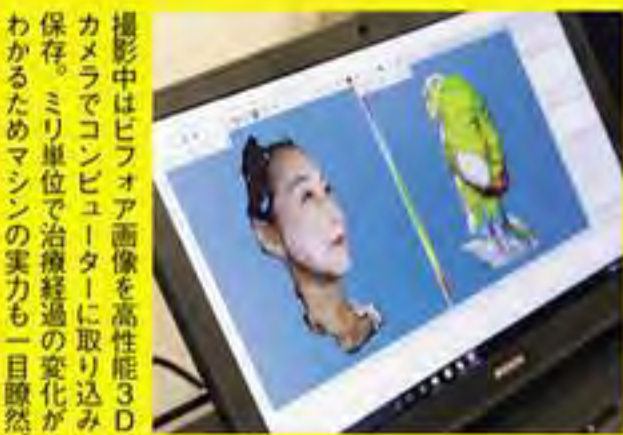 撮影中はビフォア画像を高性能3D
カメラでコンピューターに取り込み
保存。ミリ単位で治療経過の変化が
わかるためマシンの実力も一目瞭然。